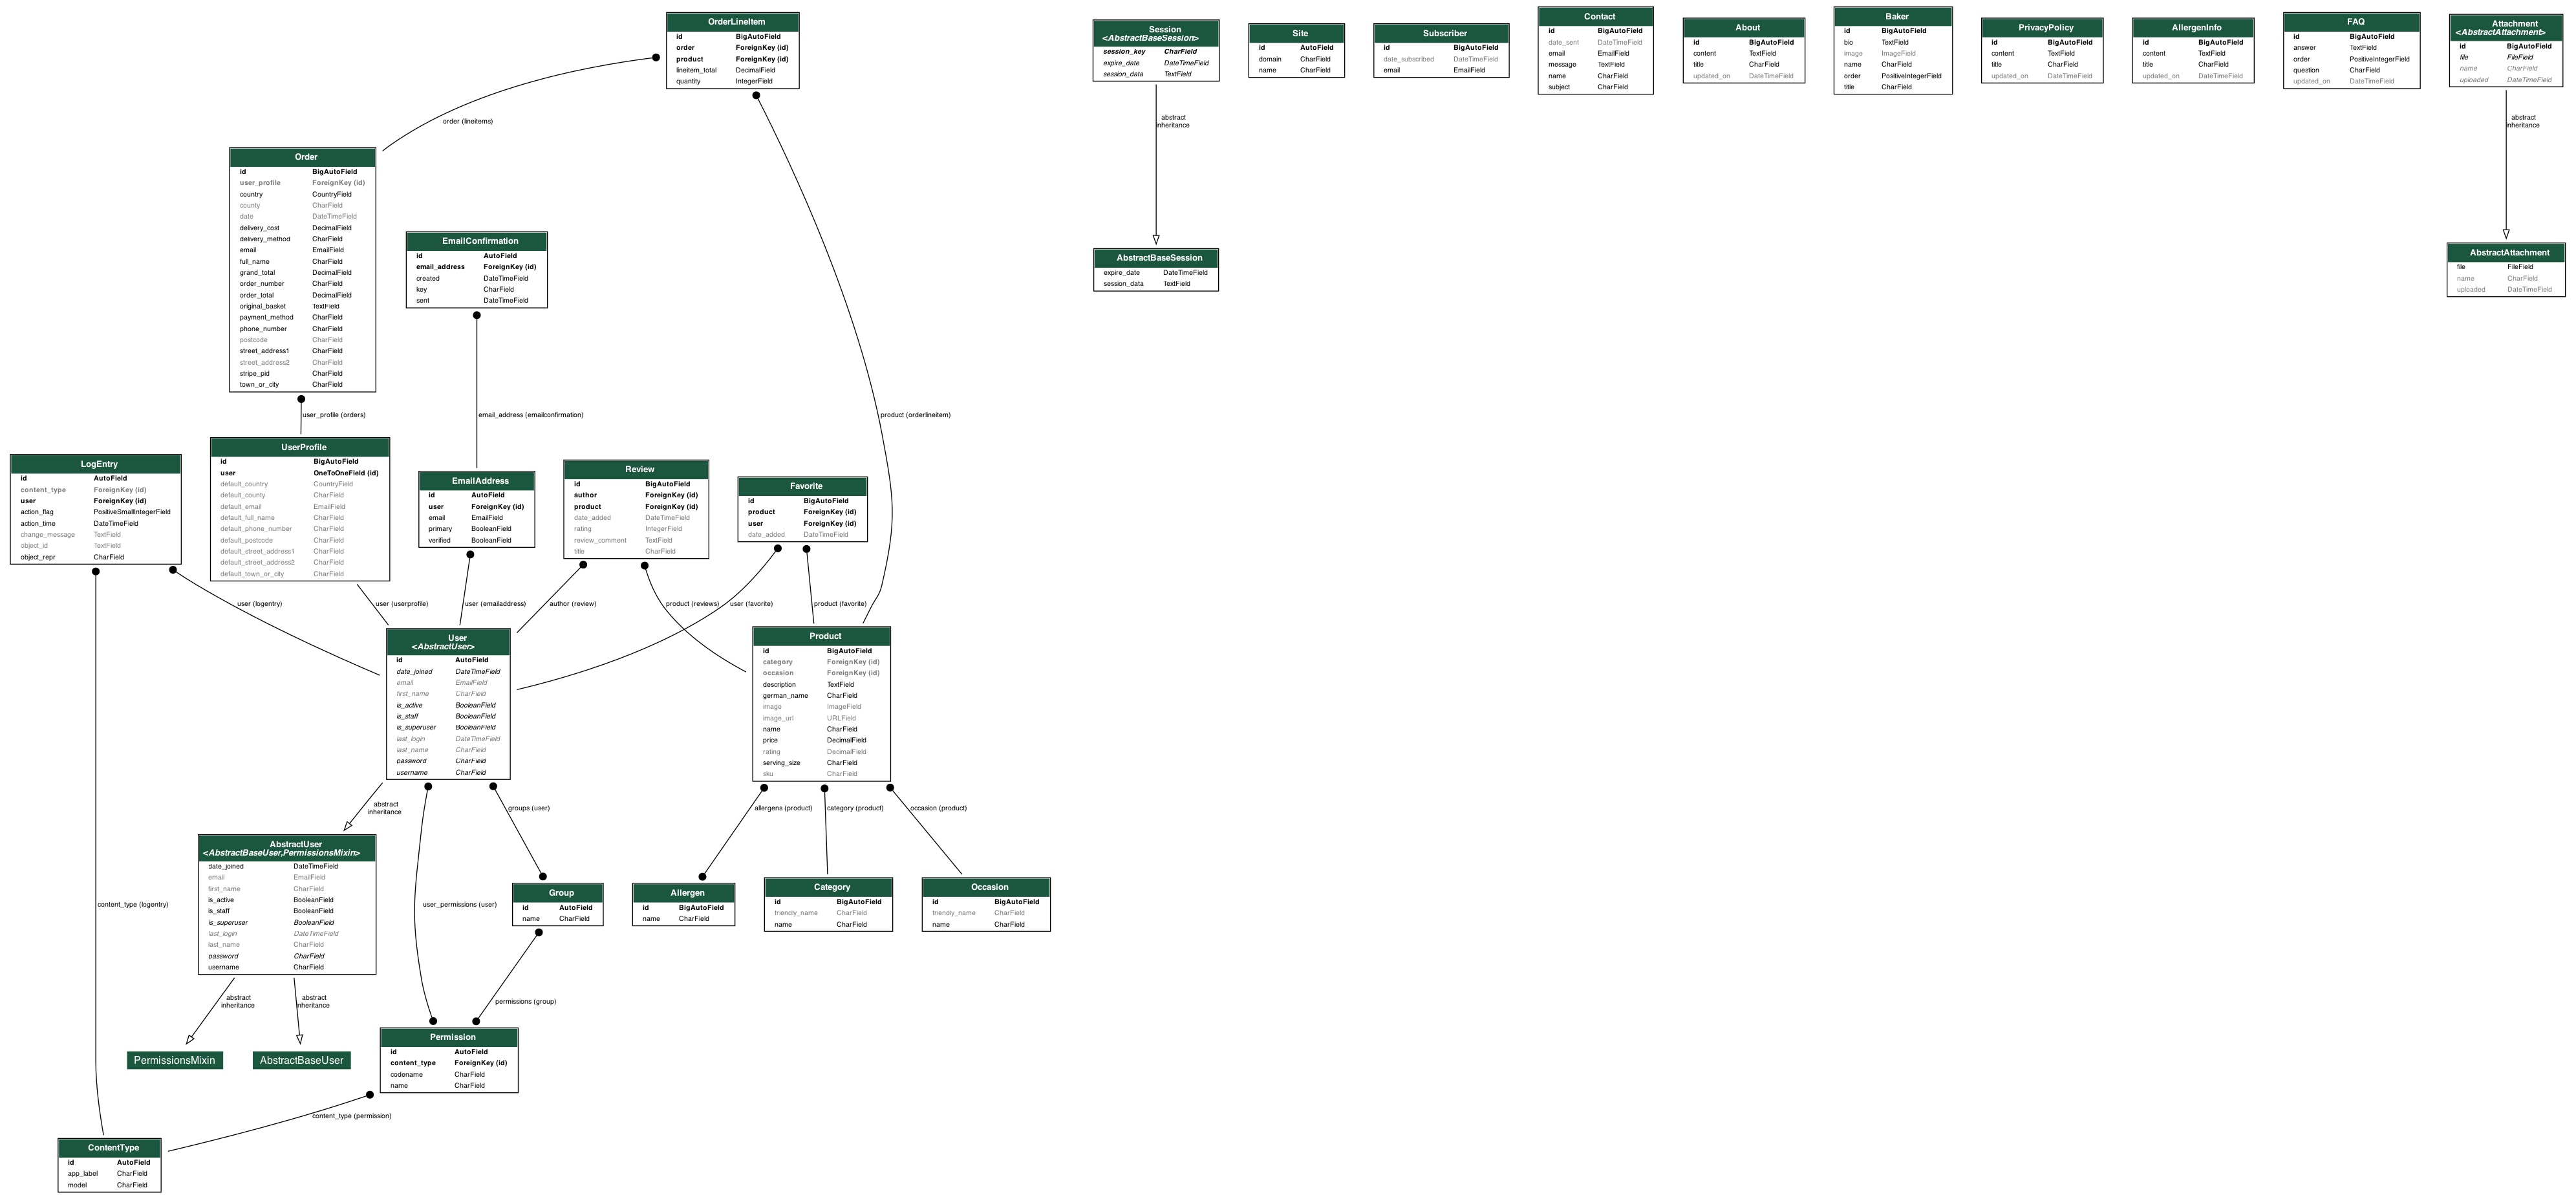 OrderLineItem
id BigAutoField
order ForeignKey (id)
product ForeignKey (id)
lineitem_total DecimalField
quantity IntegerField
order (lineitems)
product (orderlineitem)
Order
id BigAutoField
user_profile ForeignKey (id)
country CountryField
county CharField
date DateTimeField
delivery_cost DecimalField
delivery_method CharField
email EmailField
full_name CharField
grand_total DecimalField
order_number CharField
order_total DecimalField
original_basket TextField
payment_method CharField
phone_number CharField
postcode CharField
street_address1 CharField
street_address2 CharField
stripe_pid CharField
town_or_city CharField
user_profile (orders)
EmailConfirmation
id AutoField
email_address ForeignKey (id)
created DateTimeField
key CharField
sent DateTimeField
email_address (emailconfirmation)
LogEntry
id AutoField
content_type ForeignKey (id)
user ForeignKey (id)
action_flag PositiveSmallIntegerField
action_time DateTimeField
change_message TextField
object_id TextField
object_repr CharField
UserProfile
id BigAutoField
user OneToOneField (id)
default_country CountryField
default_county CharField
default_email EmailField
default_full_name CharField
default_phone_number CharField
default_postcode CharField
default_street_address1 CharField
default_street_address2 CharField
default_town_or_city CharField
EmailAddress
id AutoField
user ForeignKey (id)
email EmailField
primary BooleanField
verified BooleanField
Review
id BigAutoField
author ForeignKey (id)
product ForeignKey (id)
date_added DateTimeField
rating IntegerField
review_comment TextField
title CharField
Favorite
id BigAutoField
product ForeignKey (id)
user ForeignKey (id)
date_added DateTimeField
user (logentry)
user (userprofile)
user (emailaddress)
author (review)
product (reviews)
user (favorite)
product (favorite)
User
<AbstractUser>
id AutoField
date_joined DateTimeField
email EmailField
first_name CharField
is_active BooleanField
is_staff BooleanField
is_superuser BooleanField
last_login DateTimeField
last_name CharField
password CharField
username CharField
Product
id BigAutoField
category ForeignKey (id)
occasion ForeignKey (id)
description TextField
german_name CharField
image ImageField
image_url URLField
name CharField
price DecimalField
rating DecimalField
serving_size CharField
sku CharField
abstract
inheritance
groups (user)
allergens (product)
category (product)
occasion (product)
AbstractUser
<AbstractBaseUser,PermissionsMixin>
date_joined DateTimeField
email EmailField
first_name CharField
is_active BooleanField
is_staff BooleanField
is_superuser BooleanField
last_login DateTimeField
last_name CharField
password CharField
username CharField
content_type (logentry)
user_permissions (user)
Group
id AutoField
name CharField
Allergen
id BigAutoField
name CharField
Category
id BigAutoField
friendly_name CharField
name CharField
Occasion
id BigAutoField
friendly_name CharField
name CharField
abstract
inheritance
abstract
inheritance
permissions (group)
PermissionsMixin
AbstractBaseUser
Permission
id AutoField
content_type ForeignKey (id)
codename CharField
name CharField
content_type (permission)
ContentType
id AutoField
app_label CharField
model CharField
Session
<AbstractBaseSession>
session_key CharField
expire_date DateTimeField
session_data TextField
abstract
inheritance
AbstractBaseSession
expire_date DateTimeField
session_data TextField
Site
id AutoField
domain CharField
name CharField
Subscriber
id BigAutoField
date_subscribed DateTimeField
email EmailField
Contact
id BigAutoField
date_sent DateTimeField
email EmailField
message TextField
name CharField
subject CharField
About
id BigAutoField
content TextField
title CharField
updated_on DateTimeField
Baker
id BigAutoField
bio TextField
image ImageField
name CharField
order PositiveIntegerField
title CharField
PrivacyPolicy
id BigAutoField
content TextField
title CharField
updated_on DateTimeField
AllergenInfo
id BigAutoField
content TextField
title CharField
updated_on DateTimeField
FAQ
id BigAutoField
answer TextField
order PositiveIntegerField
question CharField
updated_on DateTimeField
Attachment
<AbstractAttachment>
id BigAutoField
file FileField
name CharField
uploaded DateTimeField
abstract
inheritance
AbstractAttachment
file FileField
name CharField
uploaded DateTimeField